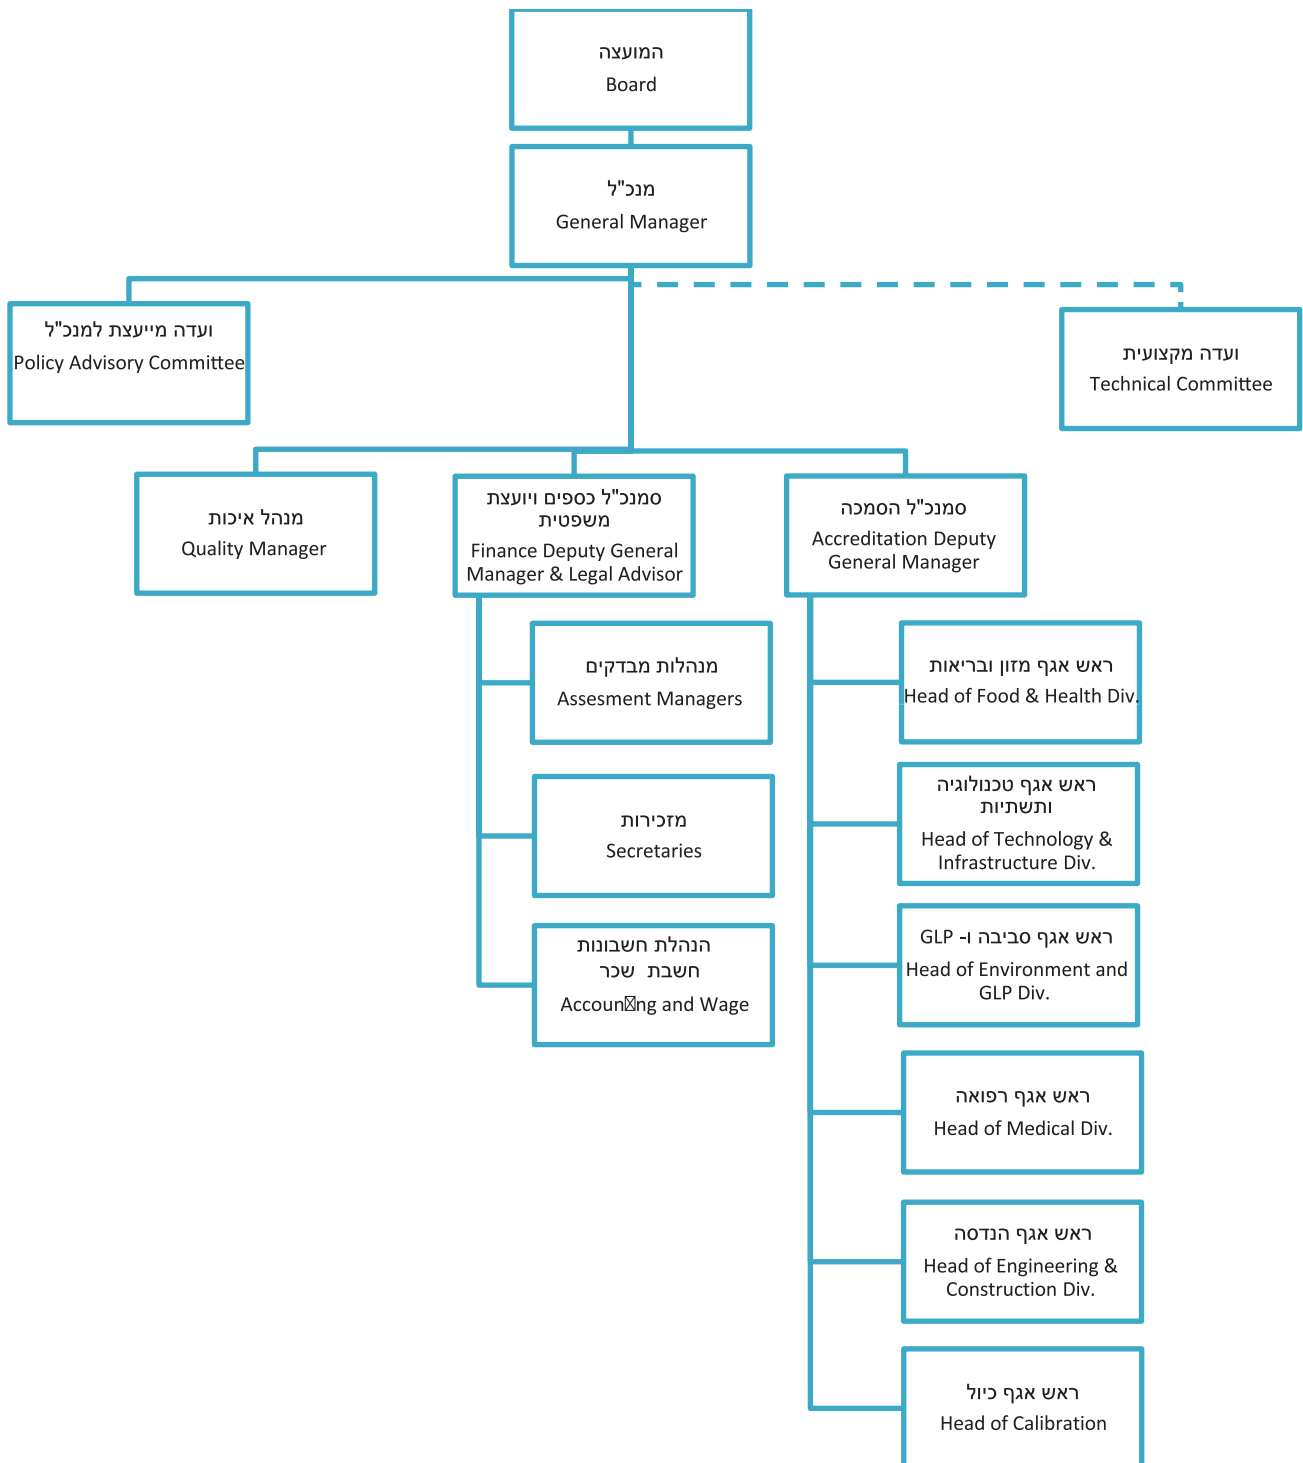 המועצה
Board
מנכ"ל
General Manager
ועדה מייעצת למנכ"ל
Policy Advisory Committee
ועדה מקצועית
Technical Committee
מנהל איכות
Quality Manager
סמנכ"ל כספים ויועצת
משפטית
Finance Deputy General
Manager & Legal Advisor
סמנכ"ל הסמכה
Accreditation Deputy
General Manager
מנהלות מבדקים
Assesment Managers
מזכירות
Secretaries
הנהלת חשבונות
חשבת שכר
Accoun☒ng and Wage
ראש אגף מזון ובריאות
Head of Food & Health Div.
ראש אגף טכנולוגיה
ותשתיות
Head of Technology &
Infrastructure Div.
ראש אגף סביבה ו- GLP
Head of Environment and
GLP Div.
ראש אגף רפואה
Head of Medical Div.
ראש אגף הנדסה
Head of Engineering &
Construction Div.
ראש אגף כיול
Head of Calibration